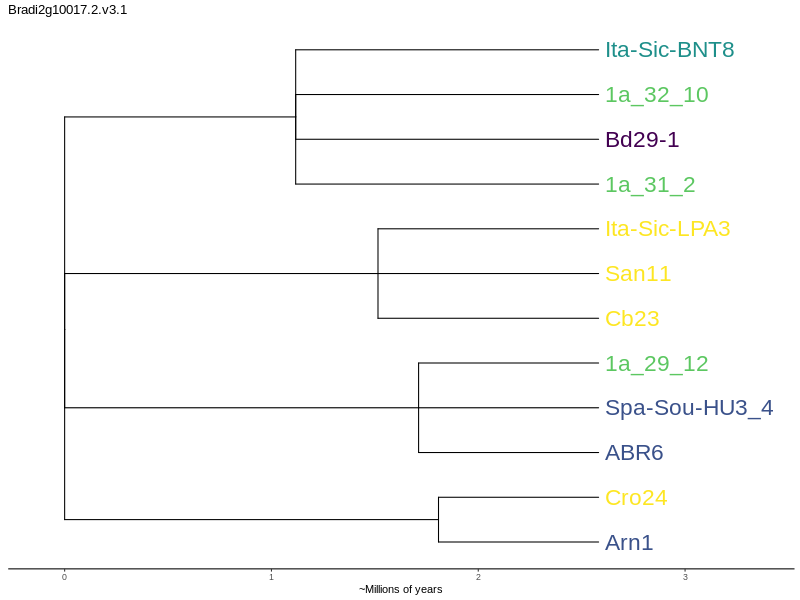 Bradi2g10017.2.v3.1
Ita-Sic-BNT8
1a_32_10
Bd29-1
1a_31_2
Ita-Sic-LPA3
San11
Cb23
1a_29_12
Spa-Sou-HU3_4
ABR6
Cro24
Arn1
0 1 2 3
~Millions of years